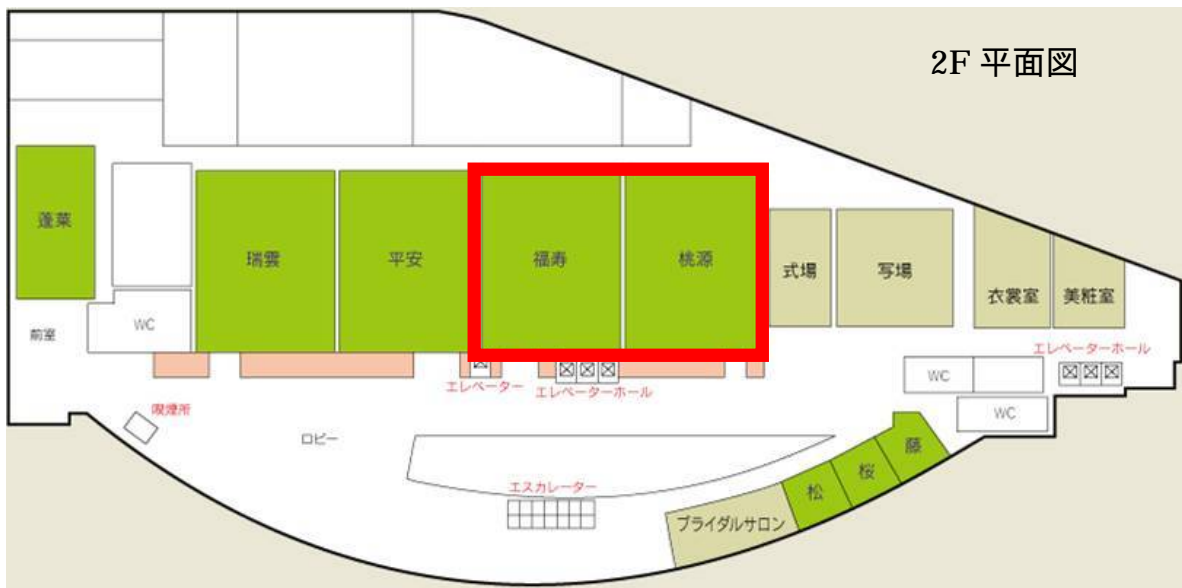 2F 平面図
蓬莱
瑞雲
平安
福寿
桃源
式場
写場
衣裳室
美粧室
前室
WC
エレベーター
エレベーターホール
エレベーターホール
WC
WC
喫煙所
ロビー
エスカレーター
ブライダルサロン
松
桜
藤